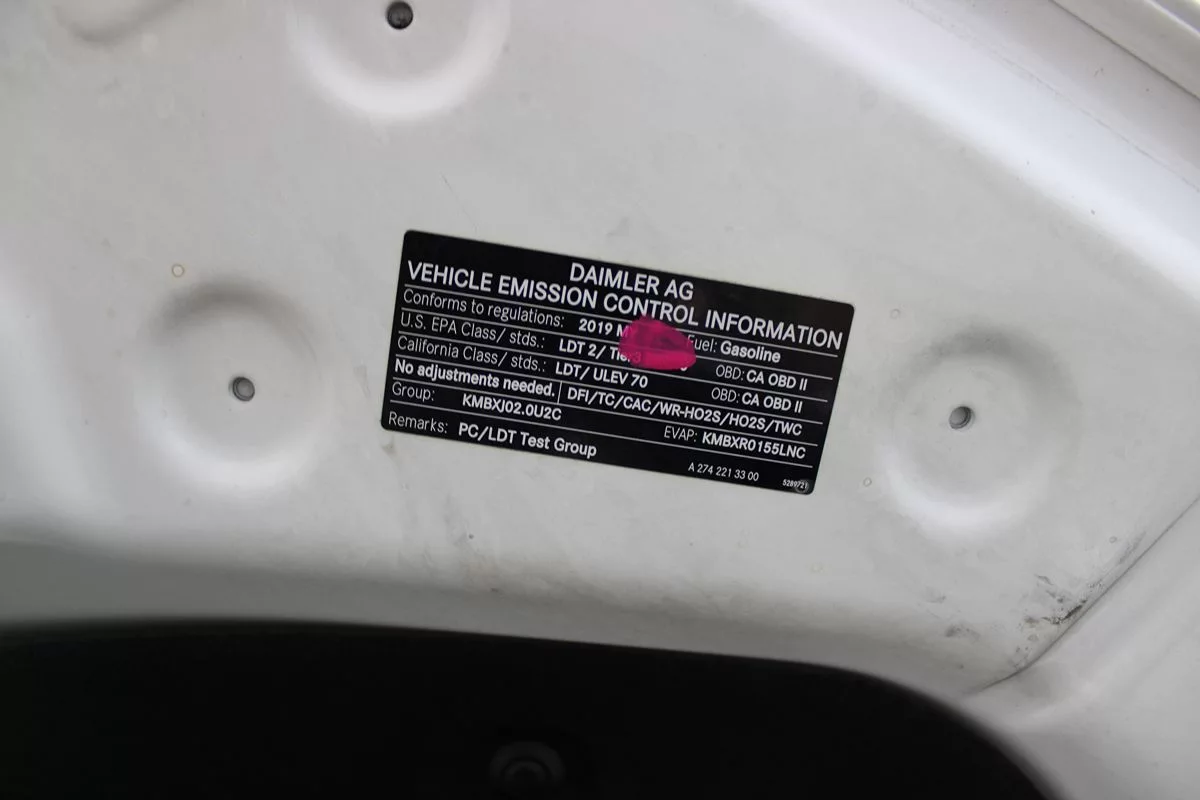 DAIMLER AG
VEHICLE EMISSION CONTROL INFORMATION
Conforms to regulations: 2019 Fuel: Gasoline
U.S. EPA Class/ stds.: LDT 2/ OBD: CA OBD II
California Class/ stds.: LDT/ ULEV 70 OBD: CA OBD II
No adjustments needed. DFI/TC/CAC/WR-HO2S/HO2S/TWC
Group: KMBXJ02.0U2C EVAP: KMBXR0155LNC
Remarks: PC/LDT Test Group
A 274 221 33 00